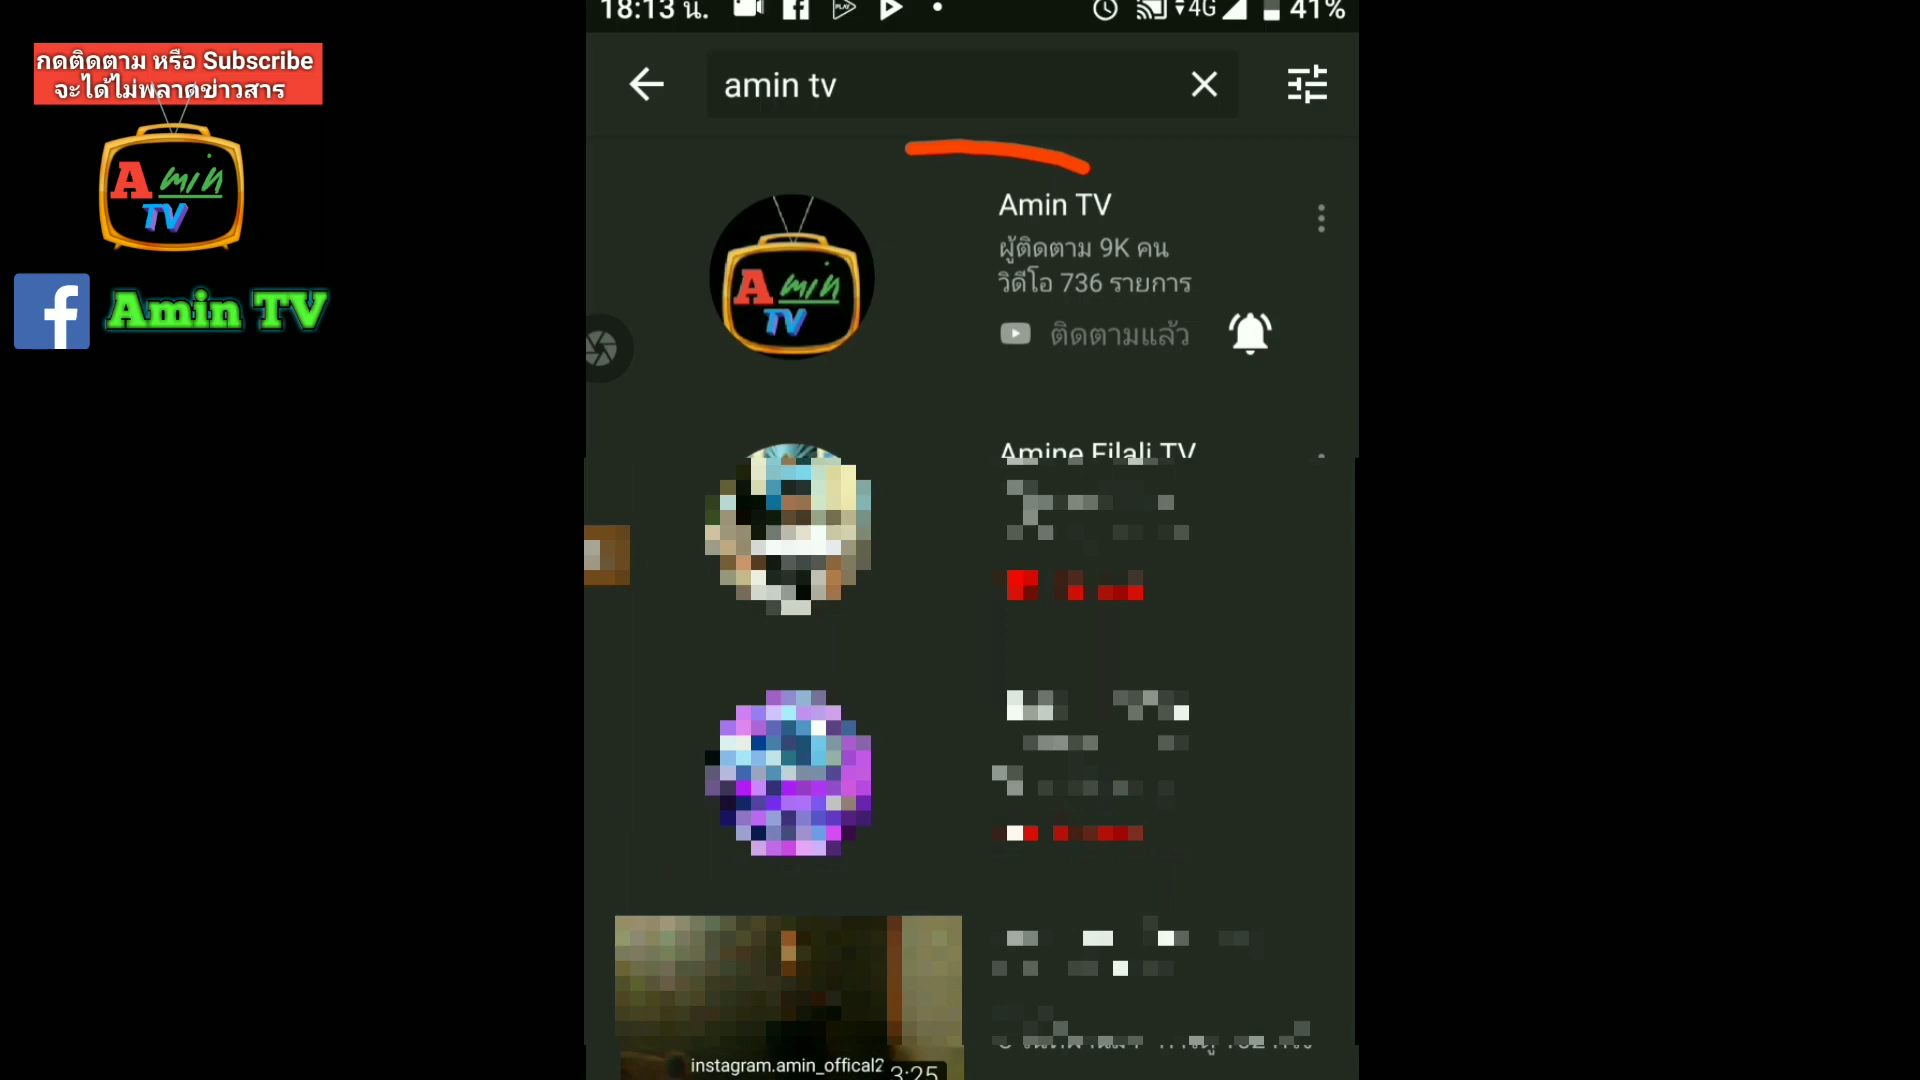 18:13 น.
4G
41%
กดติดตาม หรือ Subscribe
จะได้ไม่พลาดข่าวสาร
Amin
TV
Amin TV
amin tv
Amin
TV
Amin TV
ผู้ติดตาม 9K คน
วิดีโอ 736 รายการ
ติดตามแล้ว
Amine Filali TV
instagram.amin_offical2
3:25